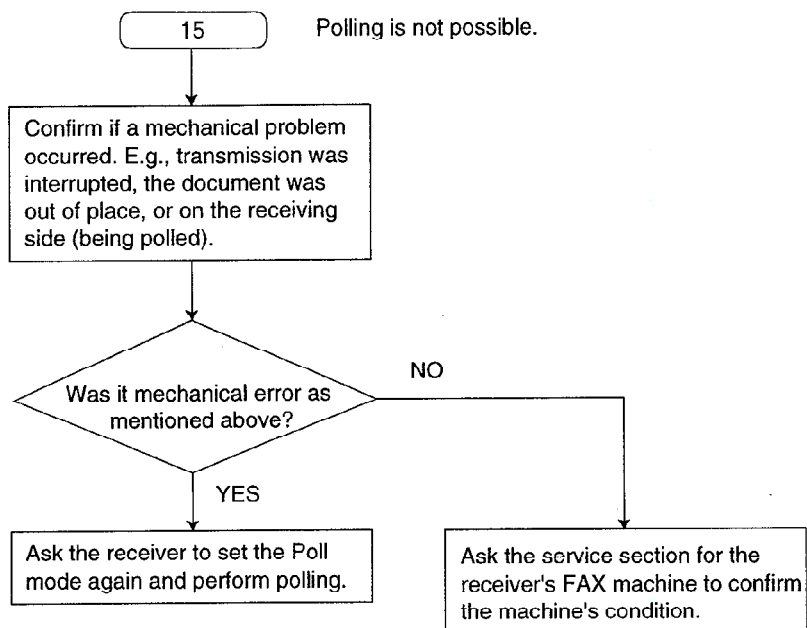 15
Polling is not possible.
Confirm if a mechanical problem
occurred. E.g., transmission was
interrupted, the document was
out of place, or on the receiving
side (being polled).
Was it mechanical error as
mentioned above?
NO
YES
Ask the receiver to set the Poll
mode again and perform polling.
Ask the service section for the
receiver's FAX machine to confirm
the machine's condition.